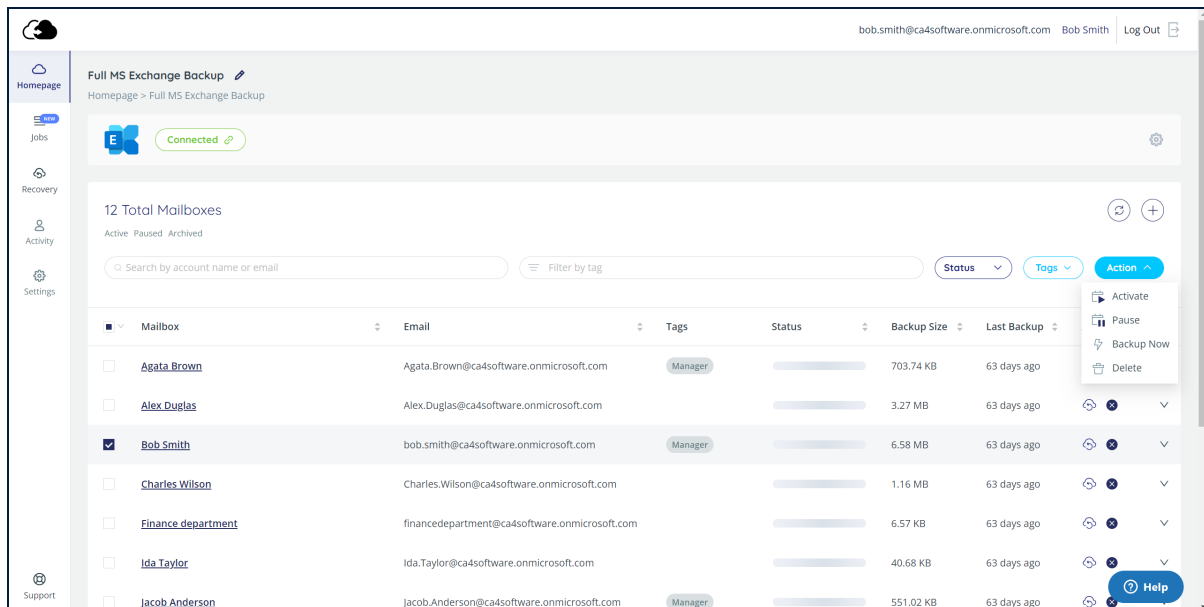 bob.smith@ca4software.onmicrosoft.com Bob Smith Log Out
Homepage
NEW
Jobs
Recovery
Activity
Settings
Support
Full MS Exchange Backup
Homepage > Full MS Exchange Backup
E
Connected
12 Total Mailboxes
Active Paused Archived
Search by account name or email
Filter by tag
Status
Tags
Action
Activate
Pause
Backup Now
Delete
Mailbox Email Tags Status Backup Size Last Backup
Agata Brown Agata.Brown@ca4software.onmicrosoft.com Manager 703.74 KB 63 days ago
Alex Duglas Alex.Duglas@ca4software.onmicrosoft.com 3.27 MB 63 days ago
Bob Smith bob.smith@ca4software.onmicrosoft.com Manager 6.58 MB 63 days ago
Charles Wilson Charles.Wilson@ca4software.onmicrosoft.com 1.16 MB 63 days ago
Finance department financedepartment@ca4software.onmicrosoft.com 6.57 KB 63 days ago
Ida Taylor Ida.Taylor@ca4software.onmicrosoft.com 40.68 KB 63 days ago
Jacob Anderson Jacob.Anderson@ca4software.onmicrosoft.com Manager 551.02 KB 63 days ago
Help